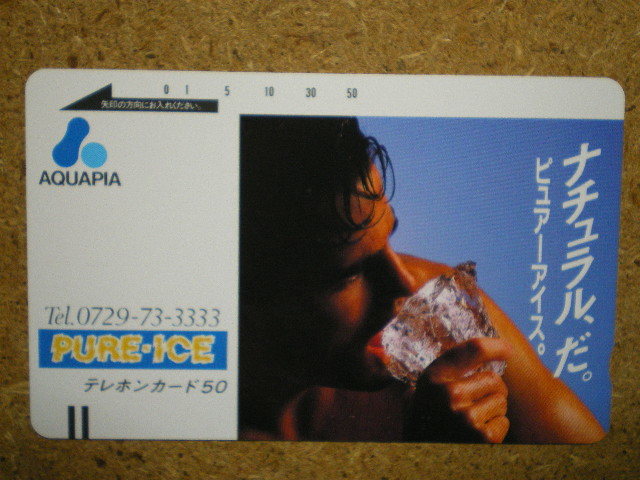 0 1 5 10 30 50
矢印の方向にお入れください。
AQUAPIA
Tel.0729-73-3333
PURE·ICE
テレホンカード50
ナチュラル、だ。
ピュアーアイス。